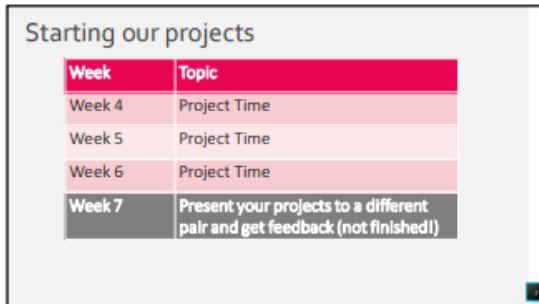 Starting our projects
Week Topic
Week 4 Project Time
Week 5 Project Time
Week 6 Project Time
Week 7 Present your projects to a different
pair and get feedback (not finished!)